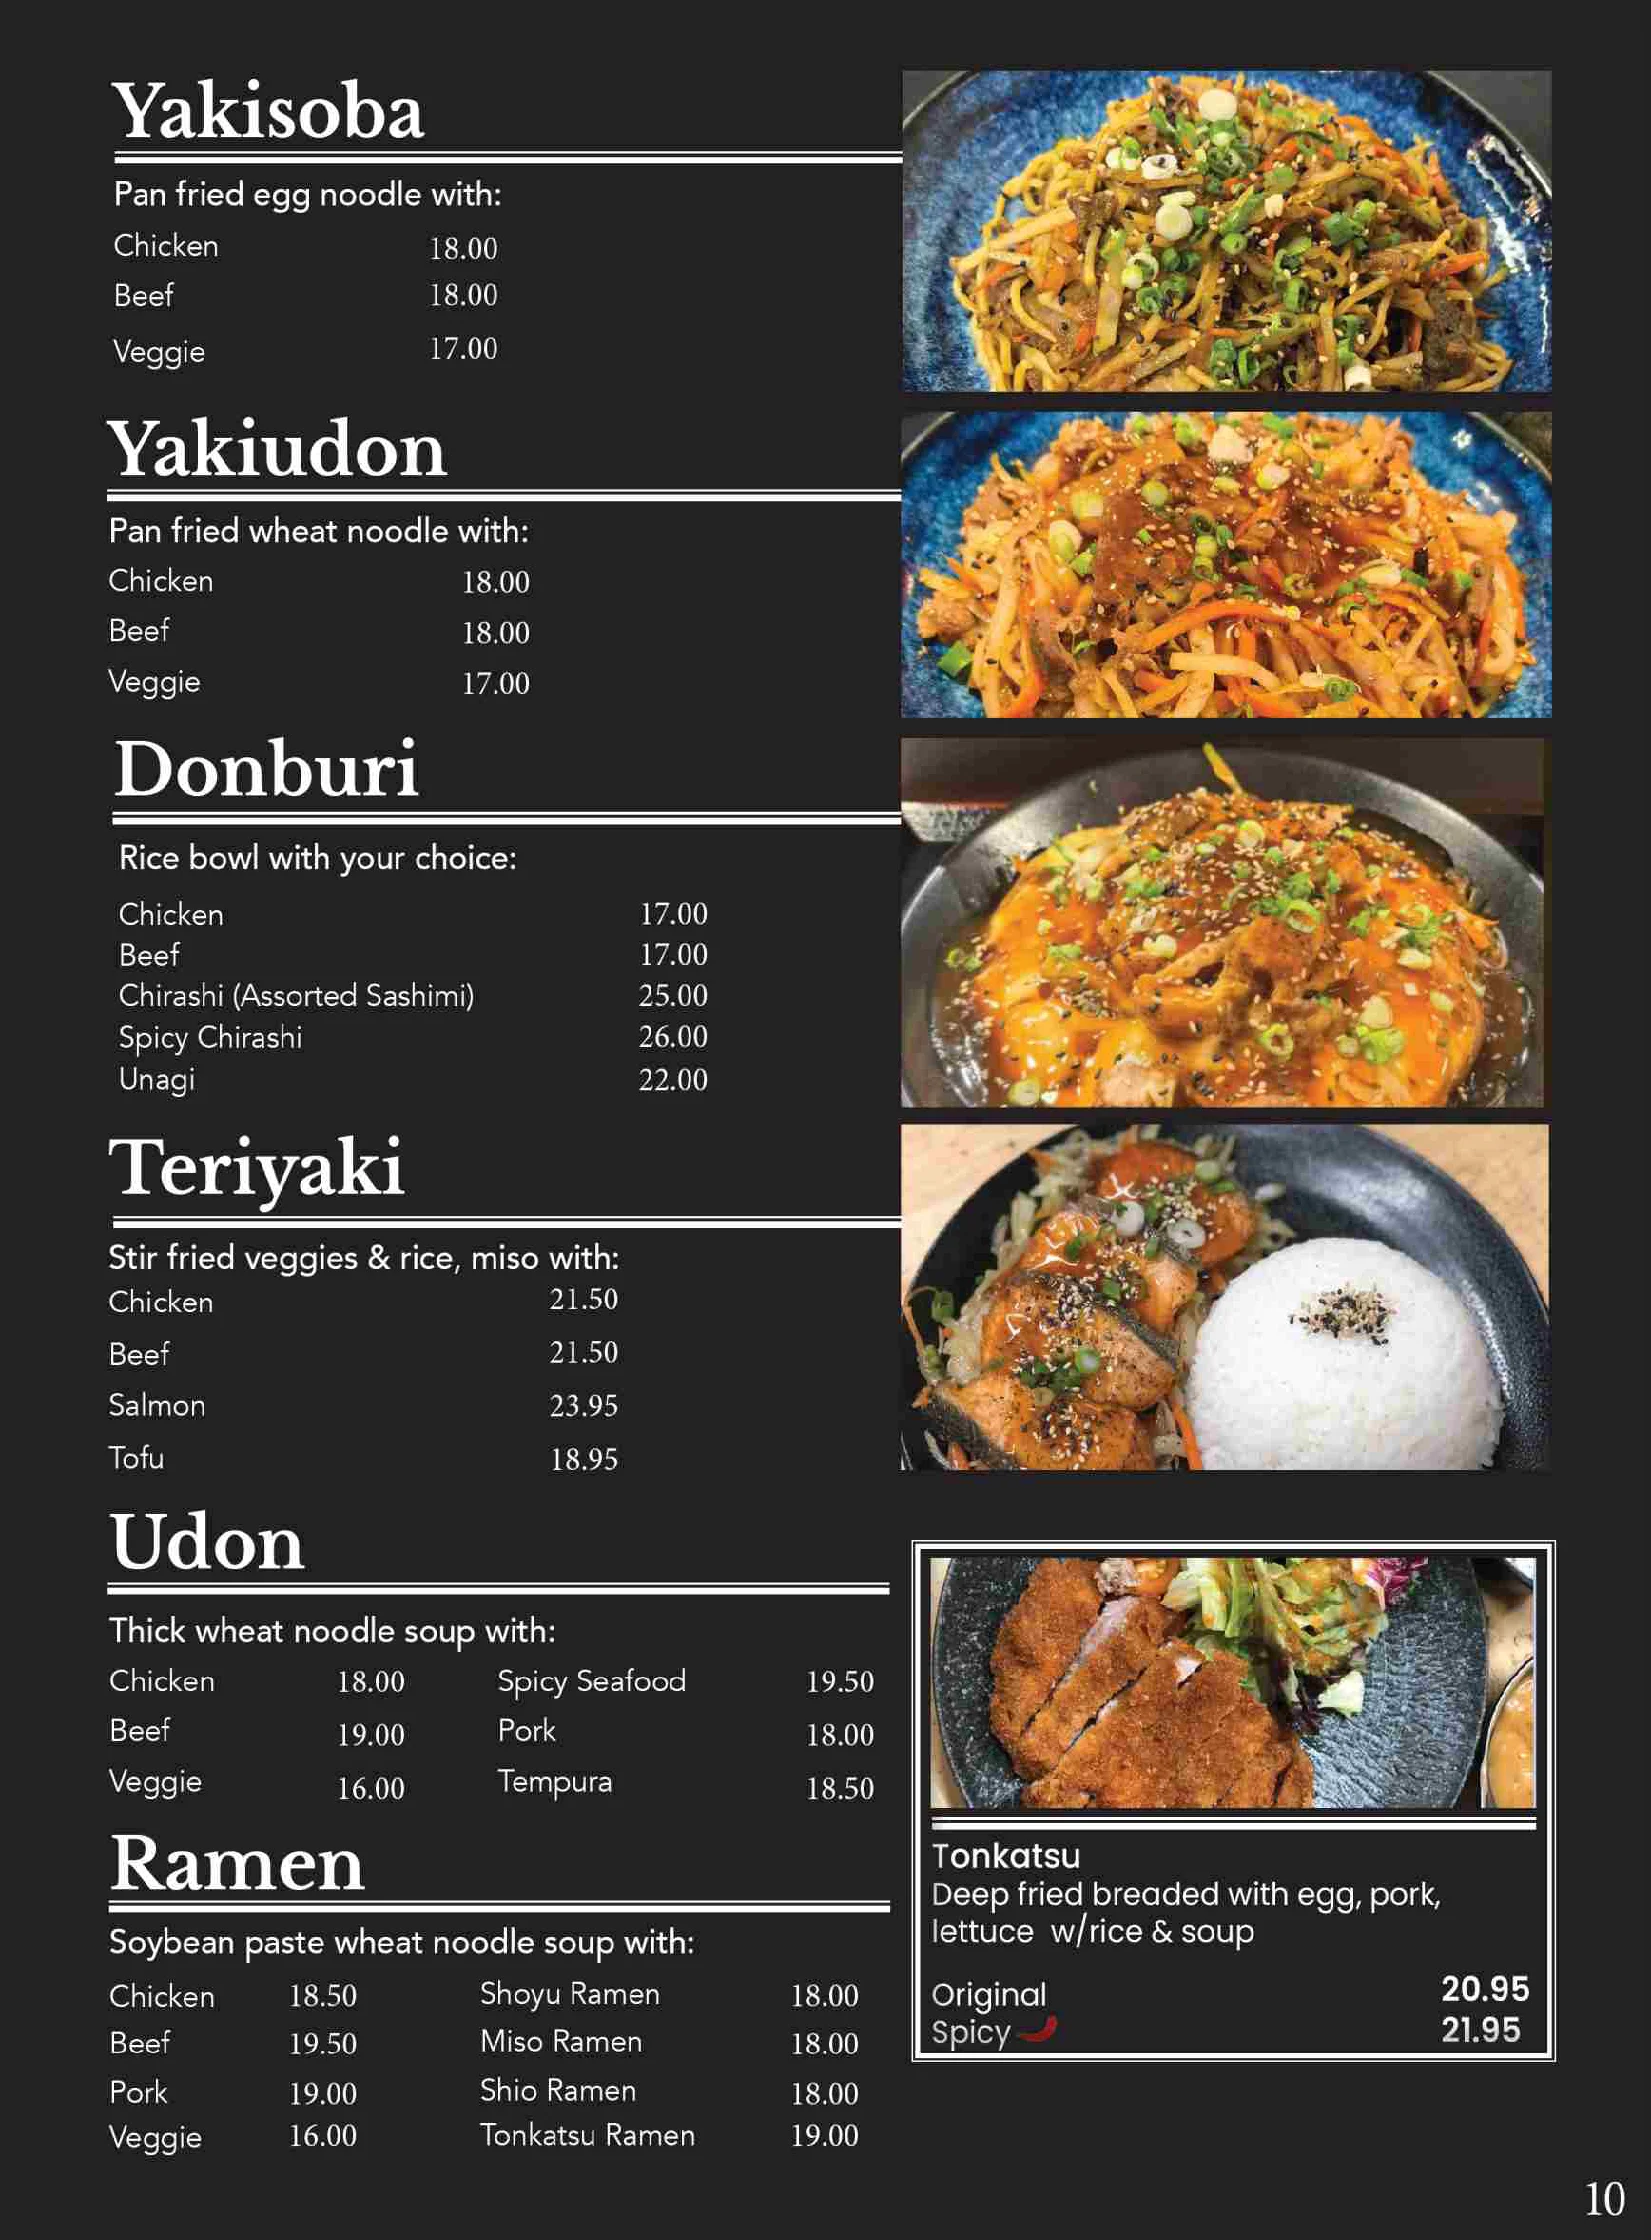 Yakisoba
Pan fried egg noodle with:
Chicken 18.00
Beef 18.00
Veggie 17.00
Yakiudon
Pan fried wheat noodle with:
Chicken 18.00
Beef 18.00
Veggie 17.00
Donburi
Rice bowl with your choice:
Chicken 17.00
Beef 17.00
Chirashi (Assorted Sashimi) 25.00
Spicy Chirashi 26.00
Unagi 22.00
Teriyaki
Stir fried veggies & rice, miso with:
Chicken 21.50
Beef 21.50
Salmon 23.95
Tofu 18.95
Udon
Thick wheat noodle soup with:
Chicken 18.00 Spicy Seafood 19.50
Beef 19.00 Pork 18.00
Veggie 16.00 Tempura 18.50
Ramen
Soybean paste wheat noodle soup with:
Chicken 18.50 Shoyu Ramen 18.00
Beef 19.50 Miso Ramen 18.00
Pork 19.00 Shio Ramen 18.00
Veggie 16.00 Tonkatsu Ramen 19.00
Tonkatsu
Deep fried breaded with egg, pork,
lettuce w/rice & soup
Original 20.95
Spicy 21.95
10